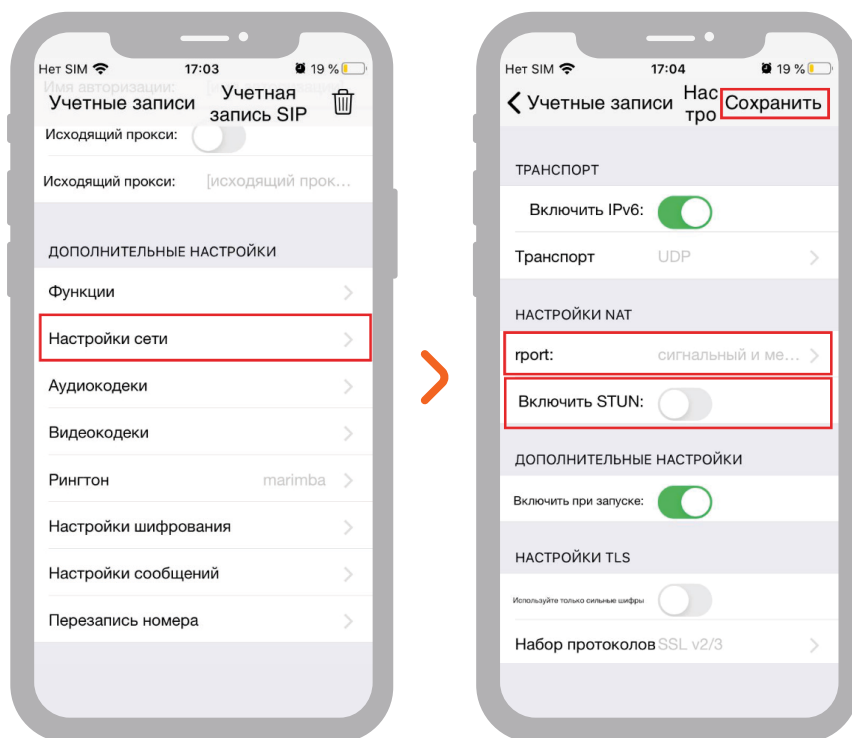 Нет SIM 17:03 19 %
Имя авторизации:
Учетные записи Учетная запись SIP
Исходящий прокси:
Исходящий прокси: [исходящий прок...
ДОПОЛНИТЕЛЬНЫЕ НАСТРОЙКИ
Функции
Настройки сети
Аудиокодеки
Видеокодеки
Рингтон marimba
Настройки шифрования
Настройки сообщений
Перезапись номера
Нет SIM 17:04 19 %
Учетные записи Нас тро Сохранить
ТРАНСПОРТ
Включить IPv6:
Транспорт UDP
НАСТРОЙКИ NAT
rport: сигнальный и ме...
Включить STUN:
ДОПОЛНИТЕЛЬНЫЕ НАСТРОЙКИ
Включить при запуске:
НАСТРОЙКИ TLS
Используйте только сильные шифры
Набор протоколов SSL v2/3